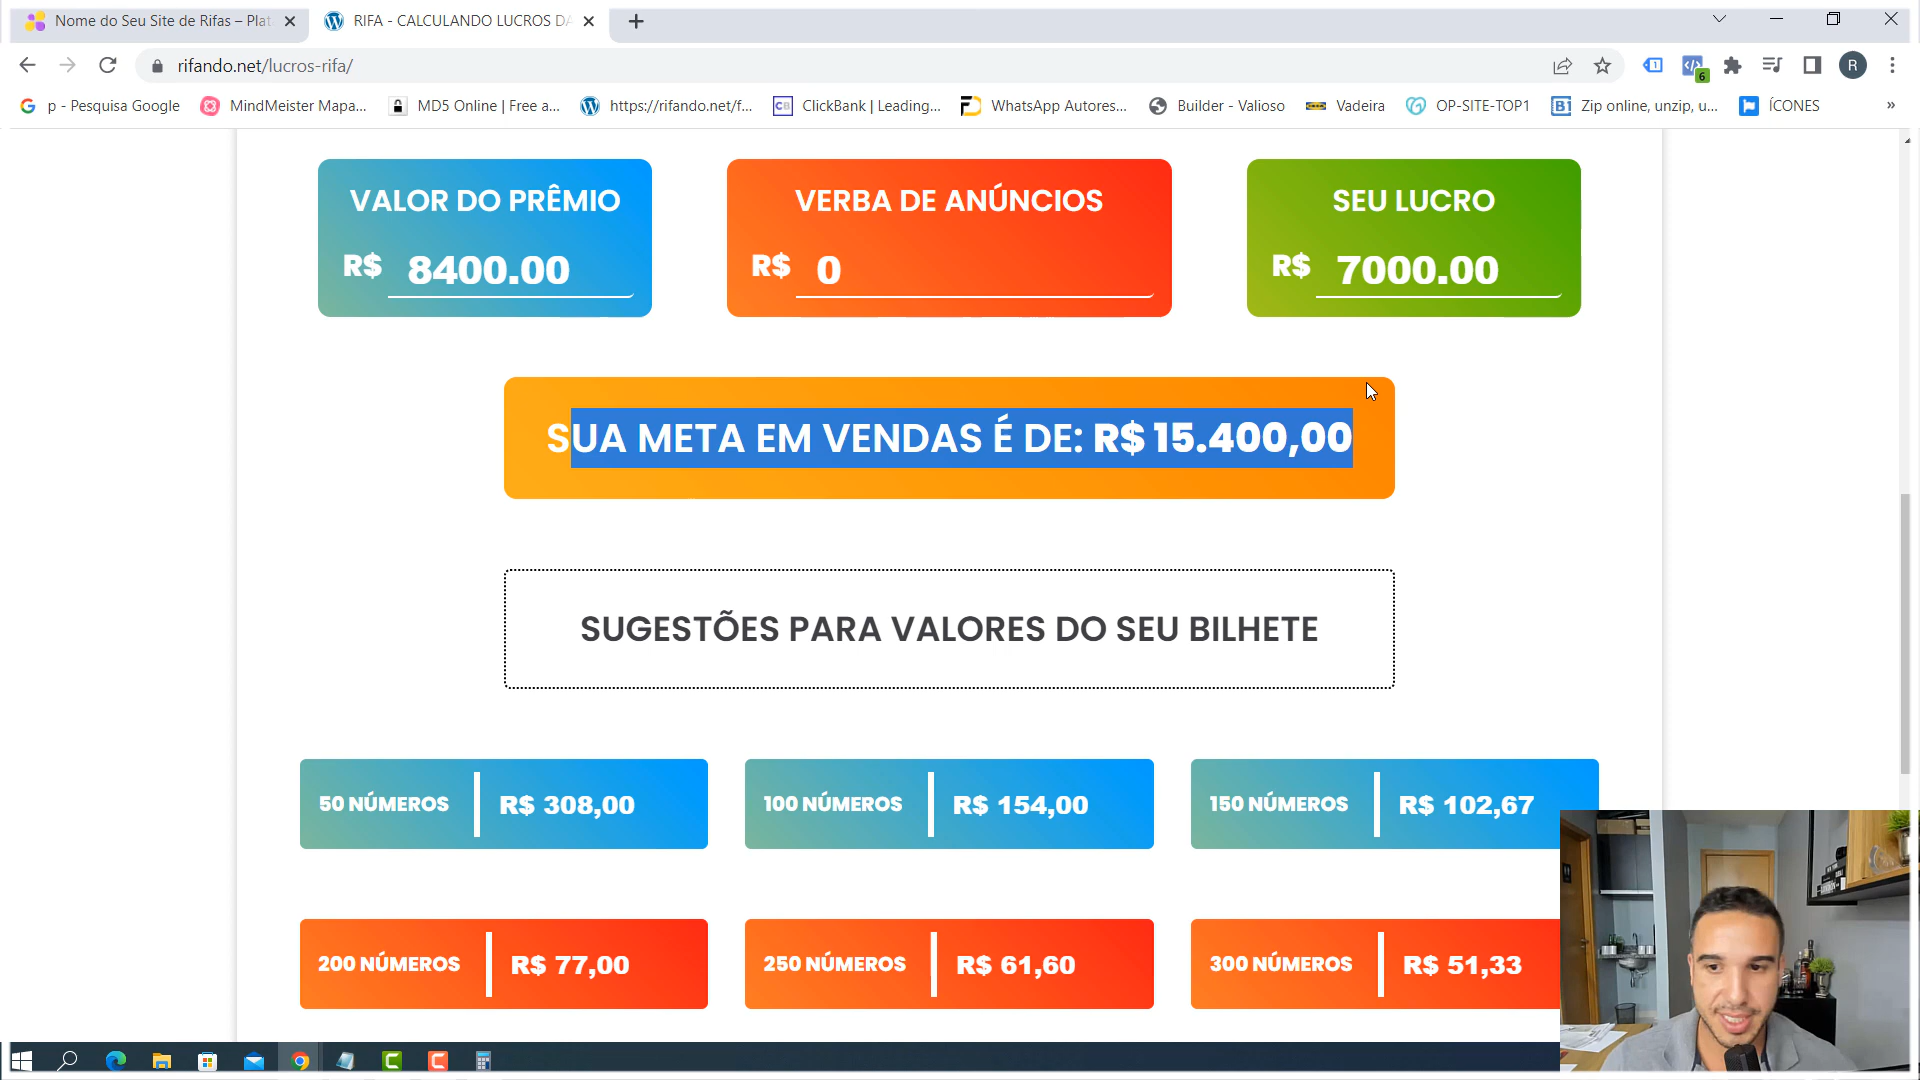 Nome do Seu Site de Rifas – Plat
RIFA - CALCULANDO LUCROS DA
rifando.net/lucros-rifa/
1
6
R
p - Pesquisa Google
MindMeister Mapa...
MD5 Online | Free a...
https://rifando.net/f...
CB
ClickBank | Leading...
WhatsApp Autores...
Builder - Valioso
Vadeira
OP-SITE-TOP1
Zip online, unzip, u...
ÍCONES
»
VALOR DO PRÊMIO
R$ 8400.00
VERBA DE ANÚNCIOS
R$ 0
SEU LUCRO
R$ 7000.00
SUA META EM VENDAS É DE: R$ 15.400,00
SUGESTÕES PARA VALORES DO SEU BILHETE
50 NÚMEROS
R$ 308,00
100 NÚMEROS
R$ 154,00
150 NÚMEROS
R$ 102,67
200 NÚMEROS
R$ 77,00
250 NÚMEROS
R$ 61,60
300 NÚMEROS
R$ 51,33